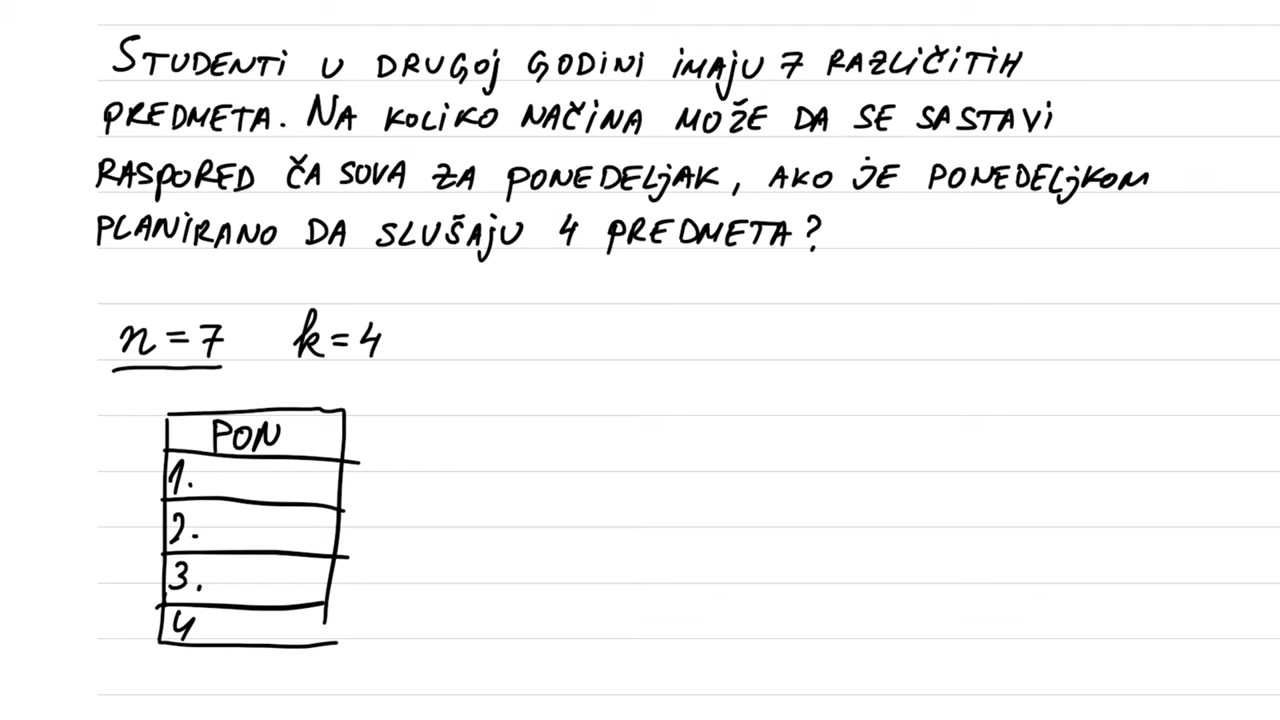 STUDENTI U DRUGOJ GODINI IMAJU 7 RAZLIČITIH
PREDMETA. NA KOLIKO NAČINA MOŽE DA SE SASTAVI
RASPORED ČASOVA ZA PONEDELJAK, AKO JE PONEDELJKOM
PLANIRANO DA SLUŠAJU 4 PREDMETA?
n=7 k=4
PON
1.
2.
3.
4